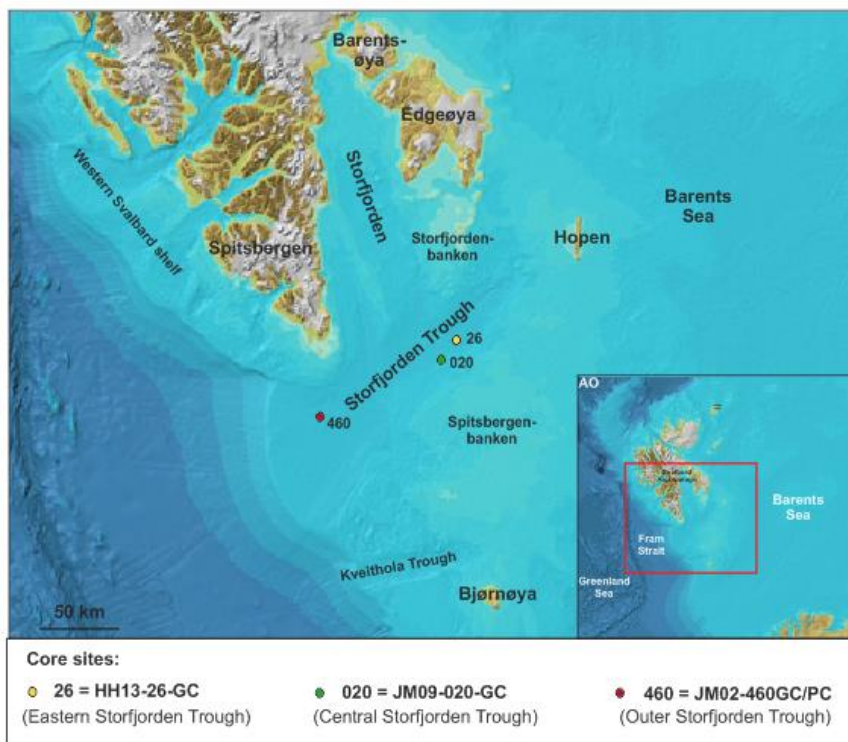 Barents-
øya
Edgeøya
Storfjorden
Western Svalbard shelf
Barents
Sea
Storfjorden-
banken
Hopen
Spitsbergen
Storfjorden Trough
26
020
460
Spitsbergen-
banken
AO
Barents
Sea
Fram
Strait
Greenland
Sea
Kveithola Trough
Bjørnøya
50 km
Core sites:
26 = HH13-26-GC
(Eastern Storfjorden Trough)
020 = JM09-020-GC
(Central Storfjorden Trough)
460 = JM02-460GC/PC
(Outer Storfjorden Trough)